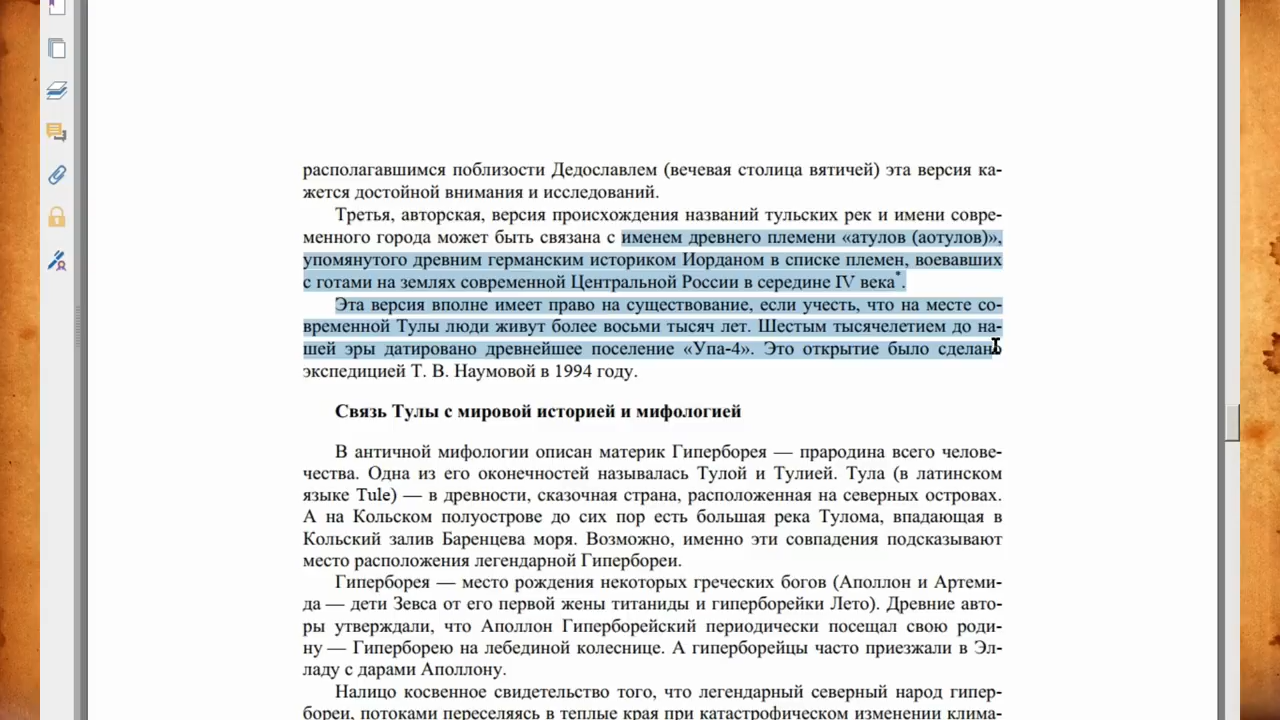 располагавшимся поблизости Дедославлем (вечевая столица вятичей) эта версия ка-
жется достойной внимания и исследований.
Третья, авторская, версия происхождения названий тульских рек и имени совре-
менного города может быть связана с именем древнего племени «атулов (аотулов)»,
упомянутого древним германским историком Иорданом в списке племен, воевавших
с готами на землях современной Центральной России в середине IV века*.
Эта версия вполне имеет право на существование, если учесть, что на месте со-
временной Тулы люди живут более восьми тысяч лет. Шестым тысячелетием до на-
шей эры датировано древнейшее поселение «Упа-4». Это открытие было сделано
экспедицией Т. В. Наумовой в 1994 году.
Связь Тулы с мировой историей и мифологией
В античной мифологии описан материк Гиперборея — прародина всего челове-
чества. Одна из его оконечностей называлась Тулой и Тулией. Тула (в латинском
языке Tule) — в древности, сказочная страна, расположенная на северных островах.
А на Кольском полуострове до сих пор есть большая река Тулома, впадающая в
Кольский залив Баренцева моря. Возможно, именно эти совпадения подсказывают
место расположения легендарной Гипербореи.
Гиперборея — место рождения некоторых греческих богов (Аполлон и Артеми-
да — дети Зевса от его первой жены титаниды и гиперборейки Лето). Древние авто-
ры утверждали, что Аполлон Гиперборейский периодически посещал свою роди-
ну — Гиперборею на лебединой колеснице. А гиперборейцы часто приезжали в Эл-
ладу с дарами Аполлону.
Налицо косвенное свидетельство того, что легендарный северный народ гипер-
бореи, потоками переселяясь в теплые края при катастрофическом изменении клима-